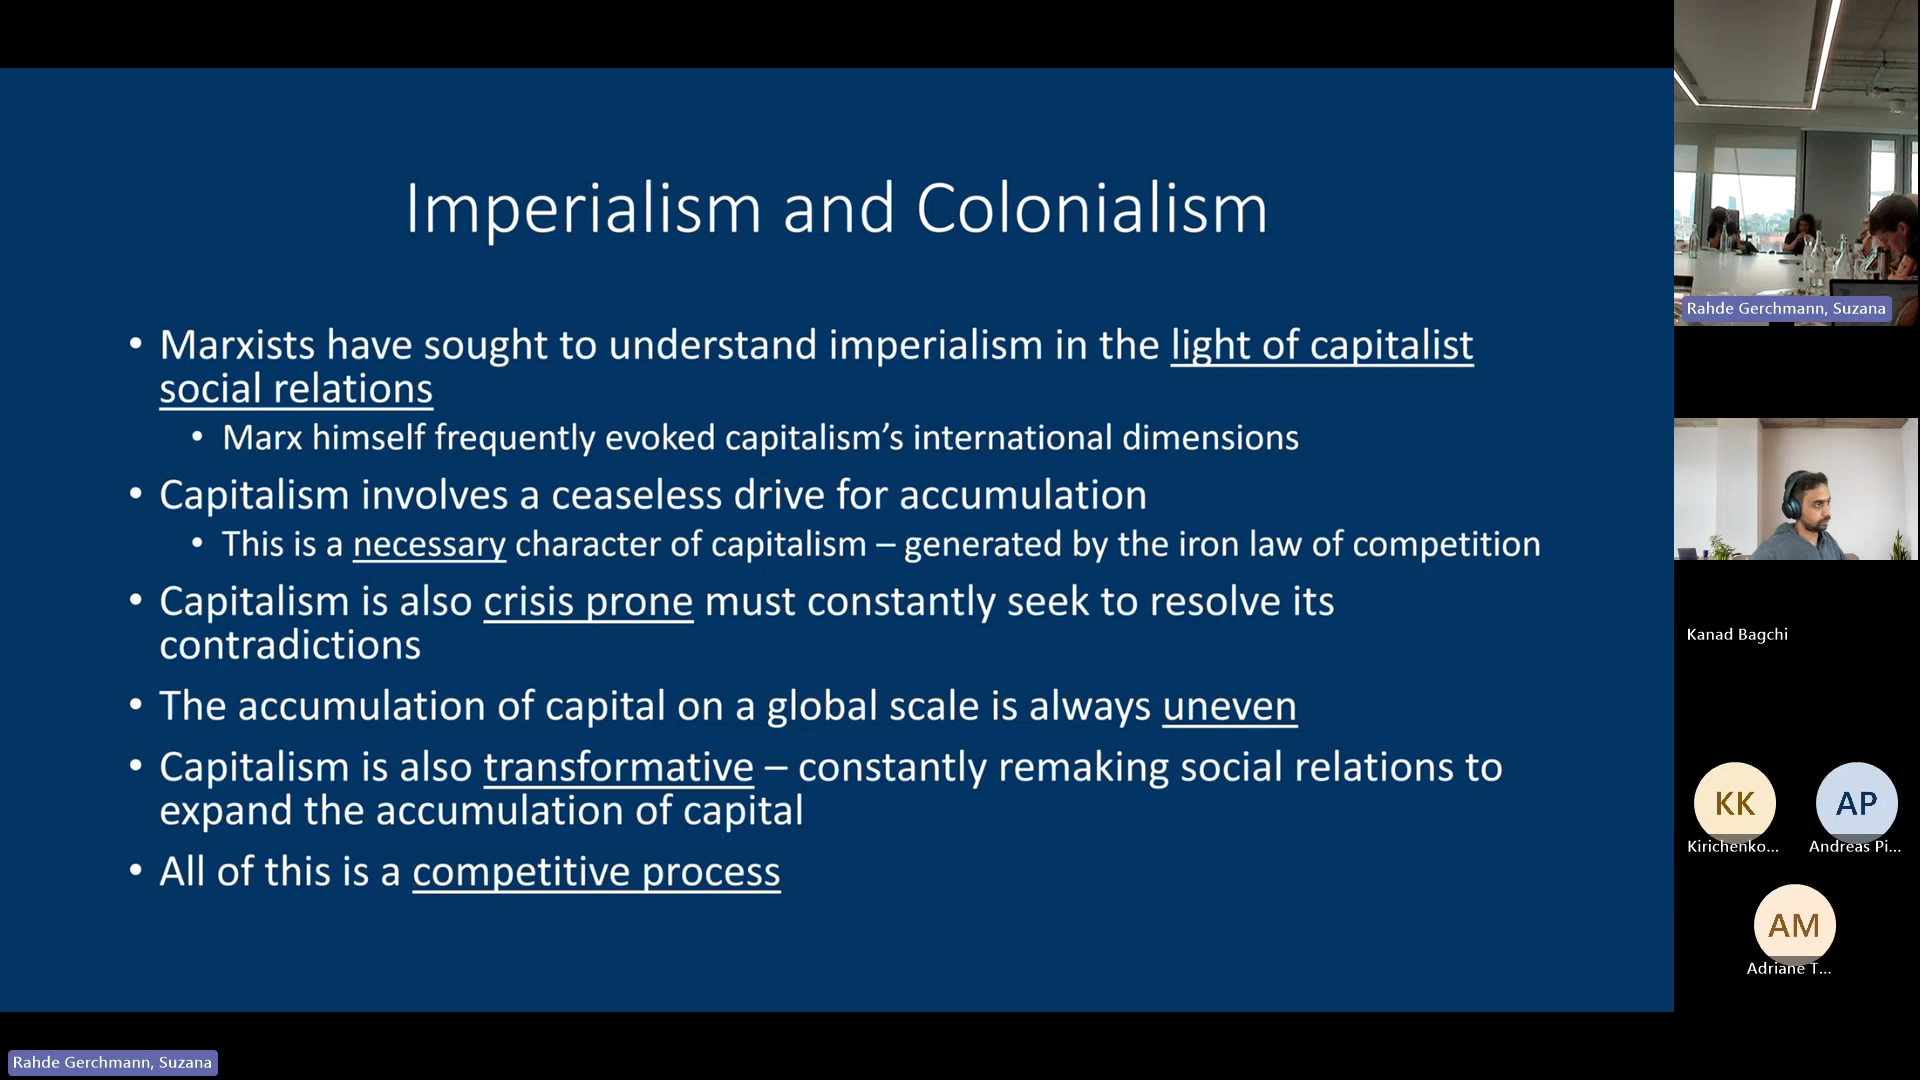 Imperialism and Colonialism
• Marxists have sought to understand imperialism in the light of capitalist
social relations
• Marx himself frequently evoked capitalism’s international dimensions
• Capitalism involves a ceaseless drive for accumulation
• This is a necessary character of capitalism – generated by the iron law of competition
• Capitalism is also crisis prone must constantly seek to resolve its
contradictions
• The accumulation of capital on a global scale is always uneven
• Capitalism is also transformative – constantly remaking social relations to
expand the accumulation of capital
• All of this is a competitive process
Rahde Gerchmann, Suzana
Rahde Gerchmann, Suzana
Kanad Bagchi
KK
Kirichenko...
AP
Andreas Pi...
AM
Adriane T...